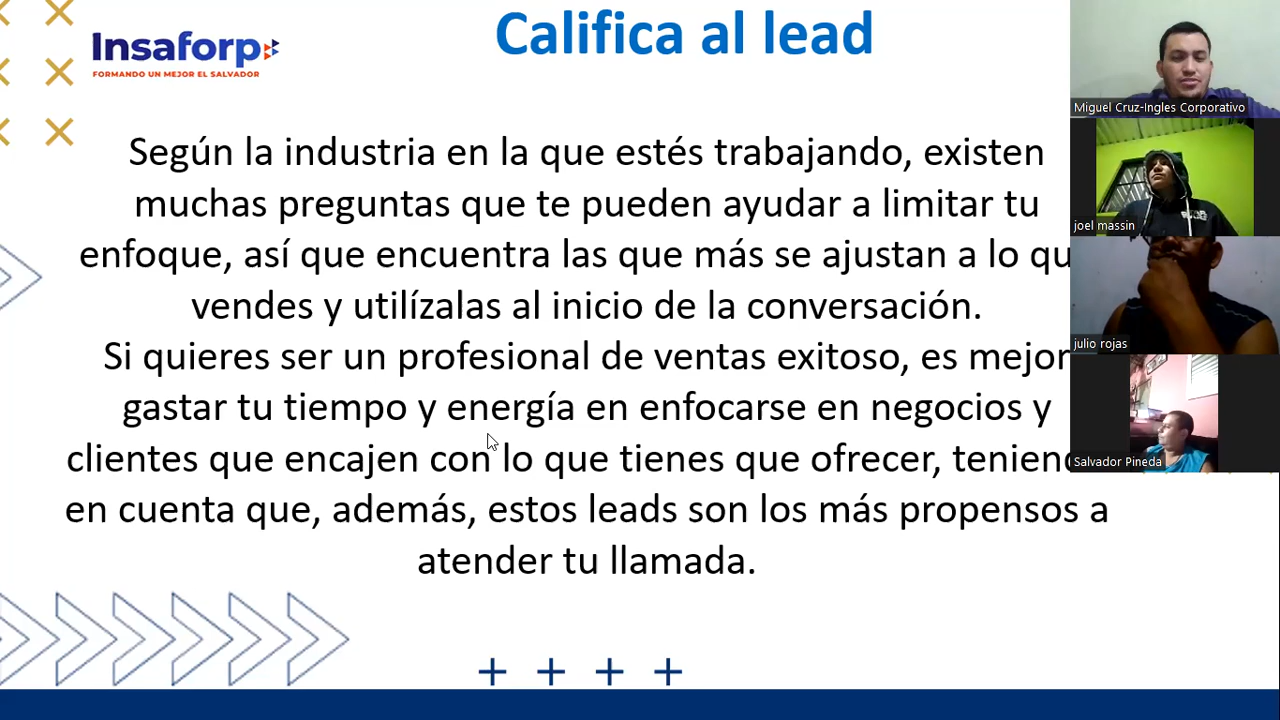 Califica al lead
Insaforp
FORMANDO UN MEJOR EL SALVADOR
Según la industria en la que estés trabajando, existen
muchas preguntas que te pueden ayudar a limitar tu
enfoque, así que encuentra las que más se ajustan a lo qu
vendes y utilízalas al inicio de la conversación.
Si quieres ser un profesional de ventas exitoso, es mejor
gastar tu tiempo y energía en enfocarse en negocios y
clientes que encajen con lo que tienes que ofrecer, teniend
en cuenta que, además, estos leads son los más propensos a
atender tu llamada.
Miguel Cruz-Ingles Corporativo
joel massin
julio rojas
Salvador Pineda